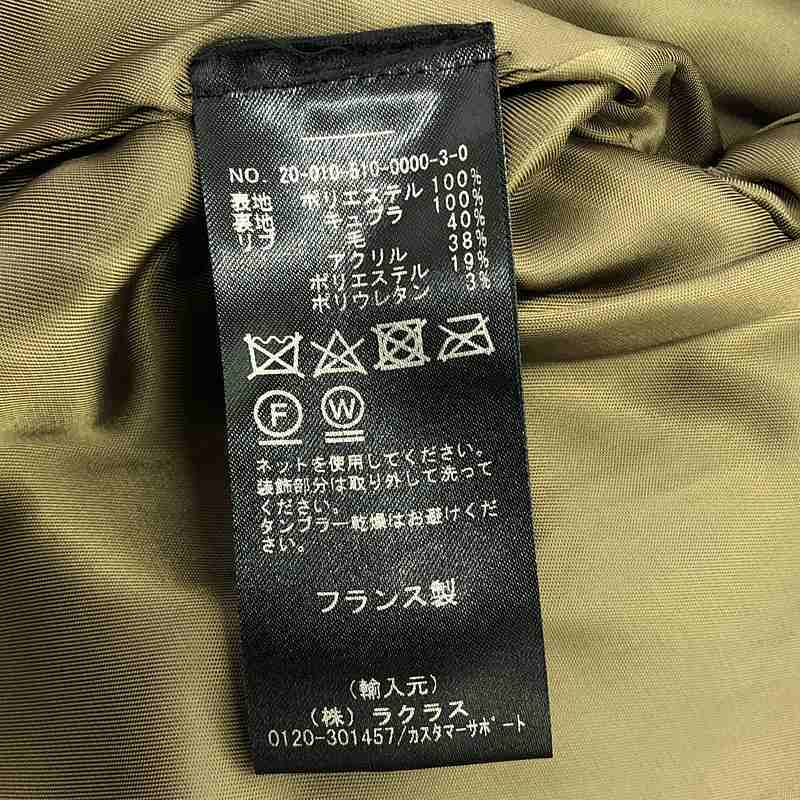 NO. 20-010-510-0000-3-0
表地 ポリエステル 100%
裏地 キュプラ 100%
リブ 毛 40%
アクリル 38%
ポリエステル 19%
ポリウレタン 3%
F W
ネットを使用してください。
装飾部分は取り外して洗って
ください。
タンブラー乾燥はお避けくだ
さい。
フランス製
(輸入元)
(株) ラクラス
0120-301457/カスタマーサポート